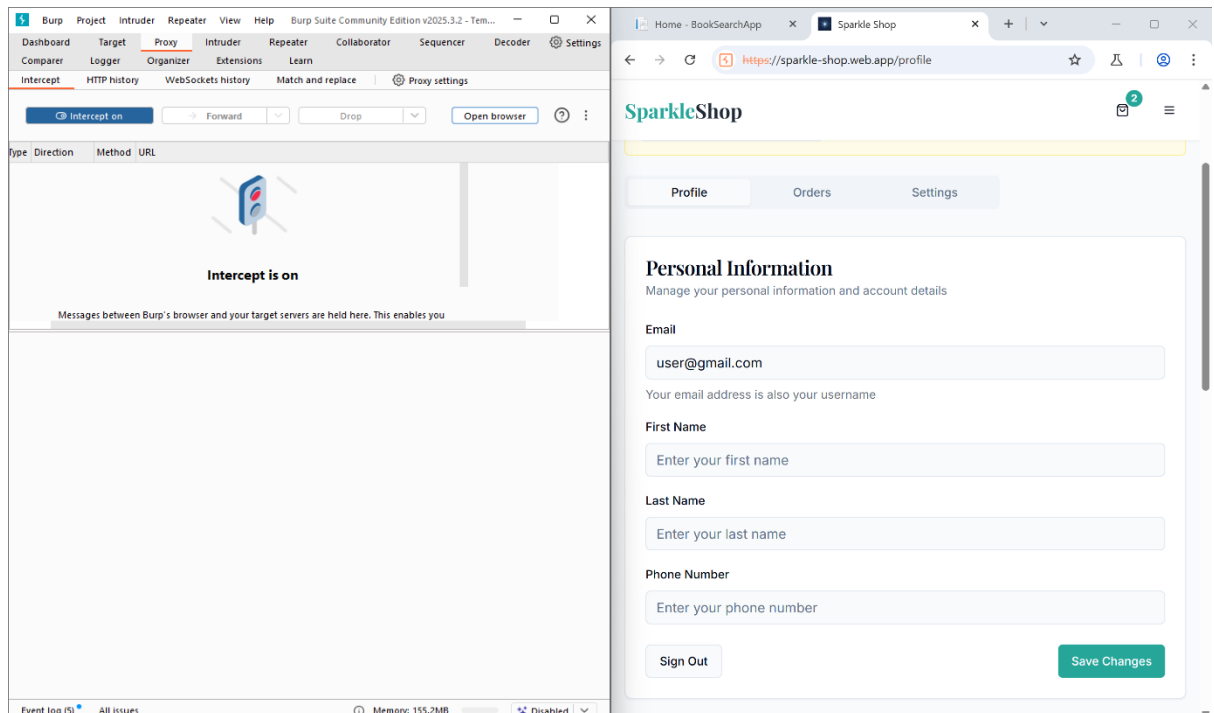 Burp Project Intruder Repeater View Help Burp Suite Community Edition v2025.3.2 - Tem...
Dashboard Target Proxy Intruder Repeater Collaborator Sequencer Decoder Settings
Comparer Logger Organizer Extensions Learn
Intercept HTTP history WebSockets history Match and replace Proxy settings
Intercept on Forward Drop Open browser
Type Direction Method URL
Intercept is on
Messages between Burp's browser and your target servers are held here. This enables you
Event log (5) All issues Memory: 155.2MB Disabled
Home - BookSearchApp Sparkle Shop
https://sparkle-shop.web.app/profile
SparkleShop 2
Profile Orders Settings
Personal Information
Manage your personal information and account details
Email
user@gmail.com
Your email address is also your username
First Name
Enter your first name
Last Name
Enter your last name
Phone Number
Enter your phone number
Sign Out Save Changes